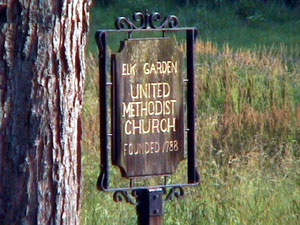 ELK GARDEN
UNITED
METHODIST
CHURCH
FOUNDED 1788